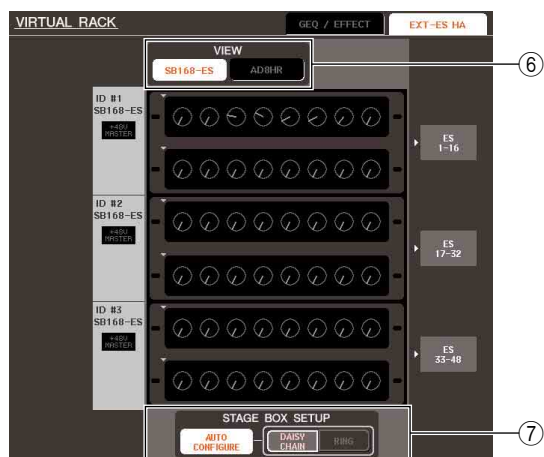 VIRTUAL RACK
GEQ / EFFECT
EXT-ES HA
VIEW
SB168-ES
AD8HR
⑥
ID #1
SB168-ES
+48V
MASTER
ES
1-16
ID #2
SB168-ES
+48V
MASTER
ES
17-32
ID #3
SB168-ES
+48V
MASTER
ES
33-48
STAGE BOX SETUP
AUTO
CONFIGURE
DAISY
CHAIN
RING
⑦